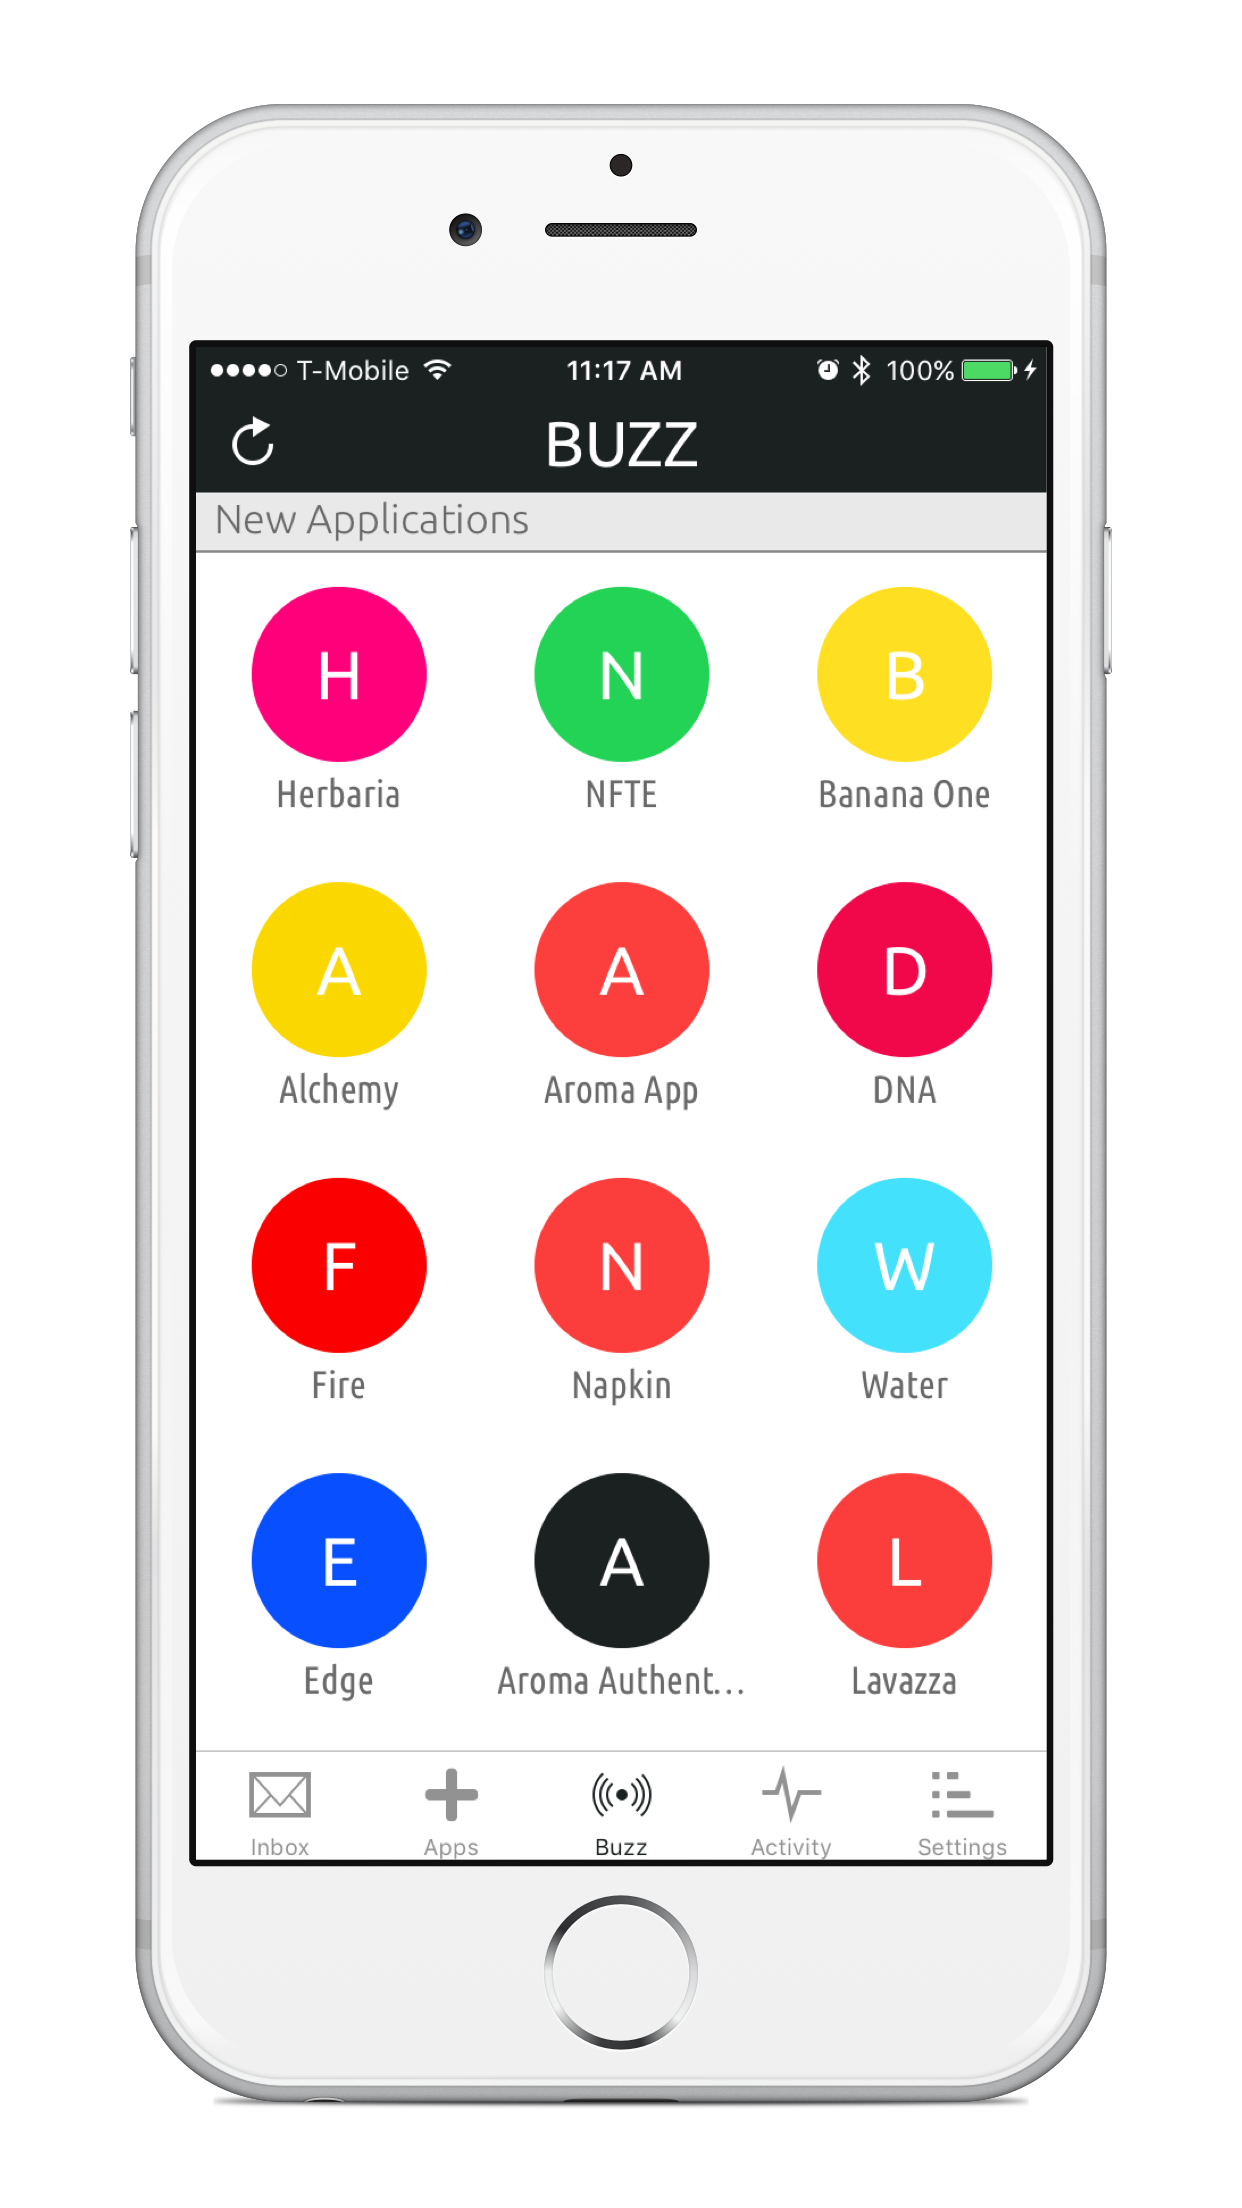 T-Mobile 11:17 AM 100%
BUZZ
New Applications
H N B
Herbaria NFTE Banana One
A A D
Alchemy Aroma App DNA
F N W
Fire Napkin Water
E A L
Edge Aroma Authent... Lavazza
Inbox Apps Buzz Activity Settings